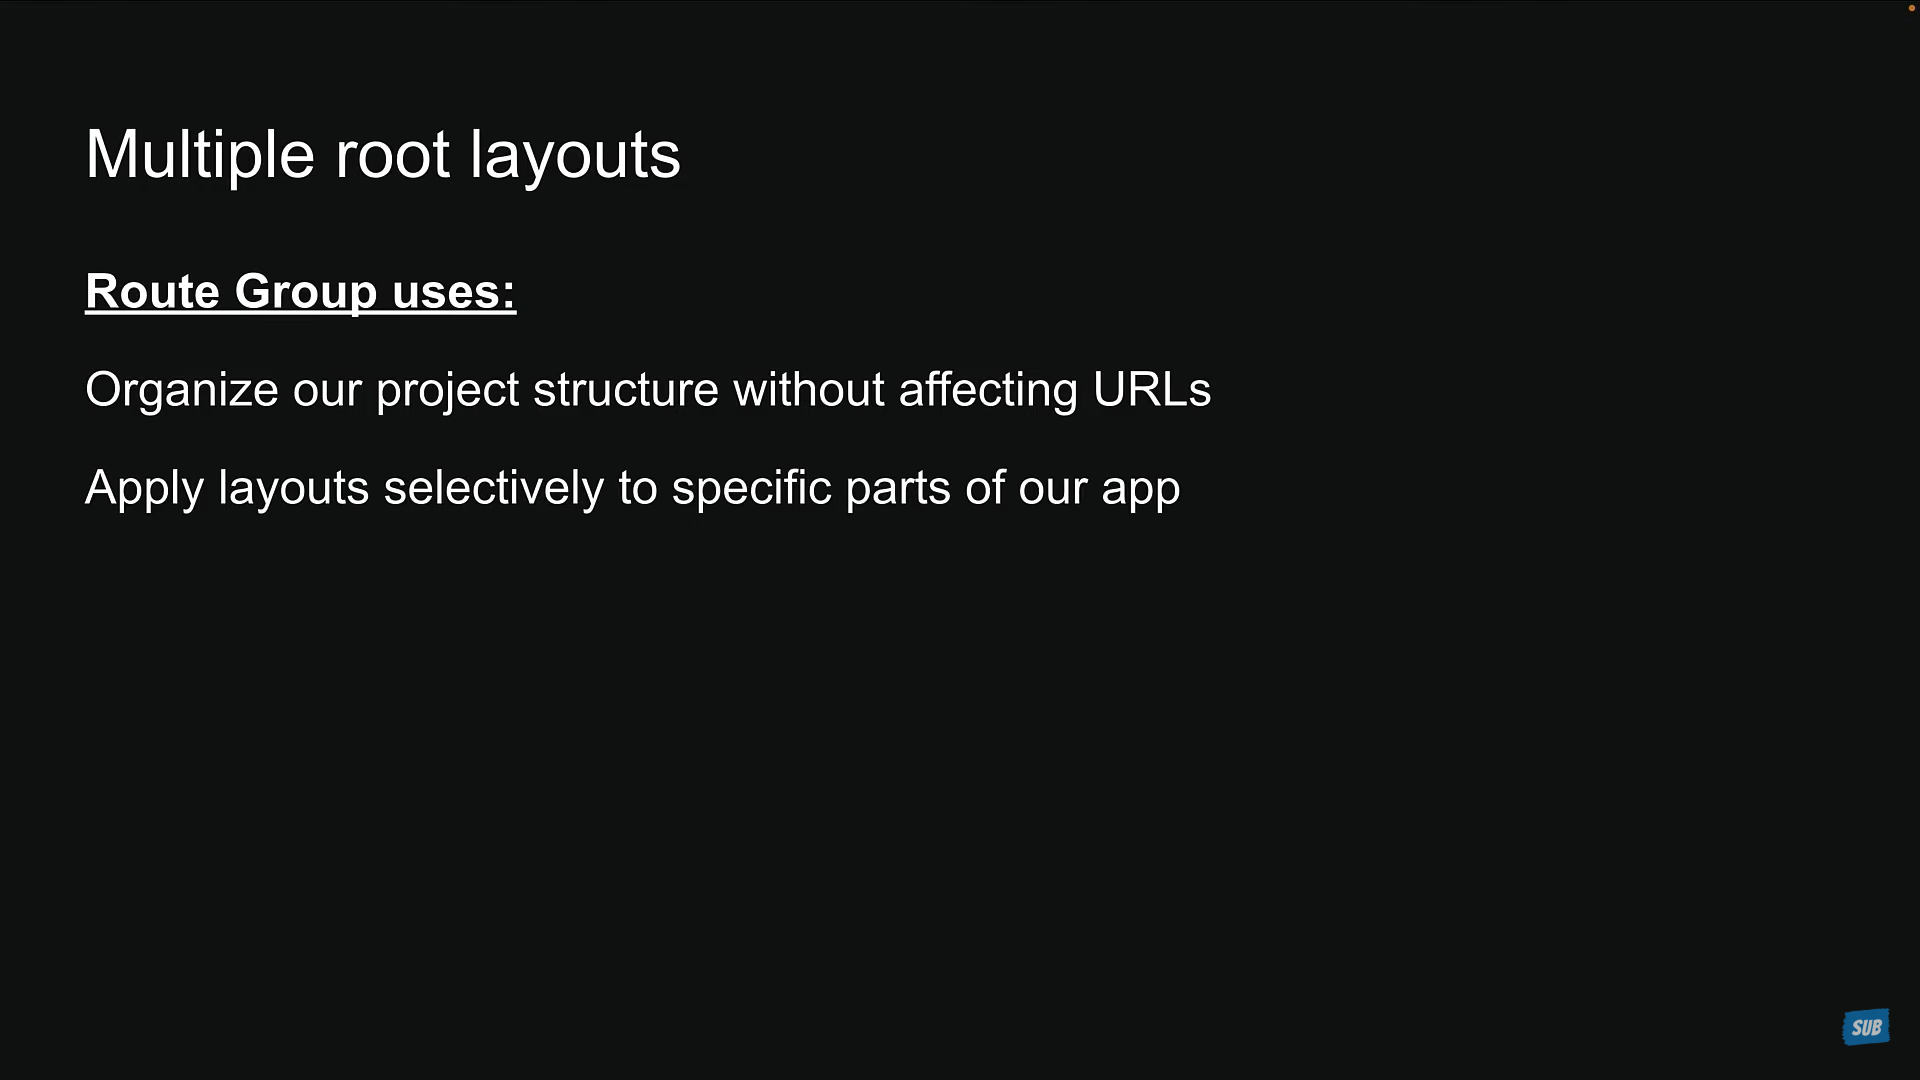 Multiple root layouts
Route Group uses:
Organize our project structure without affecting URLs
Apply layouts selectively to specific parts of our app
SUB